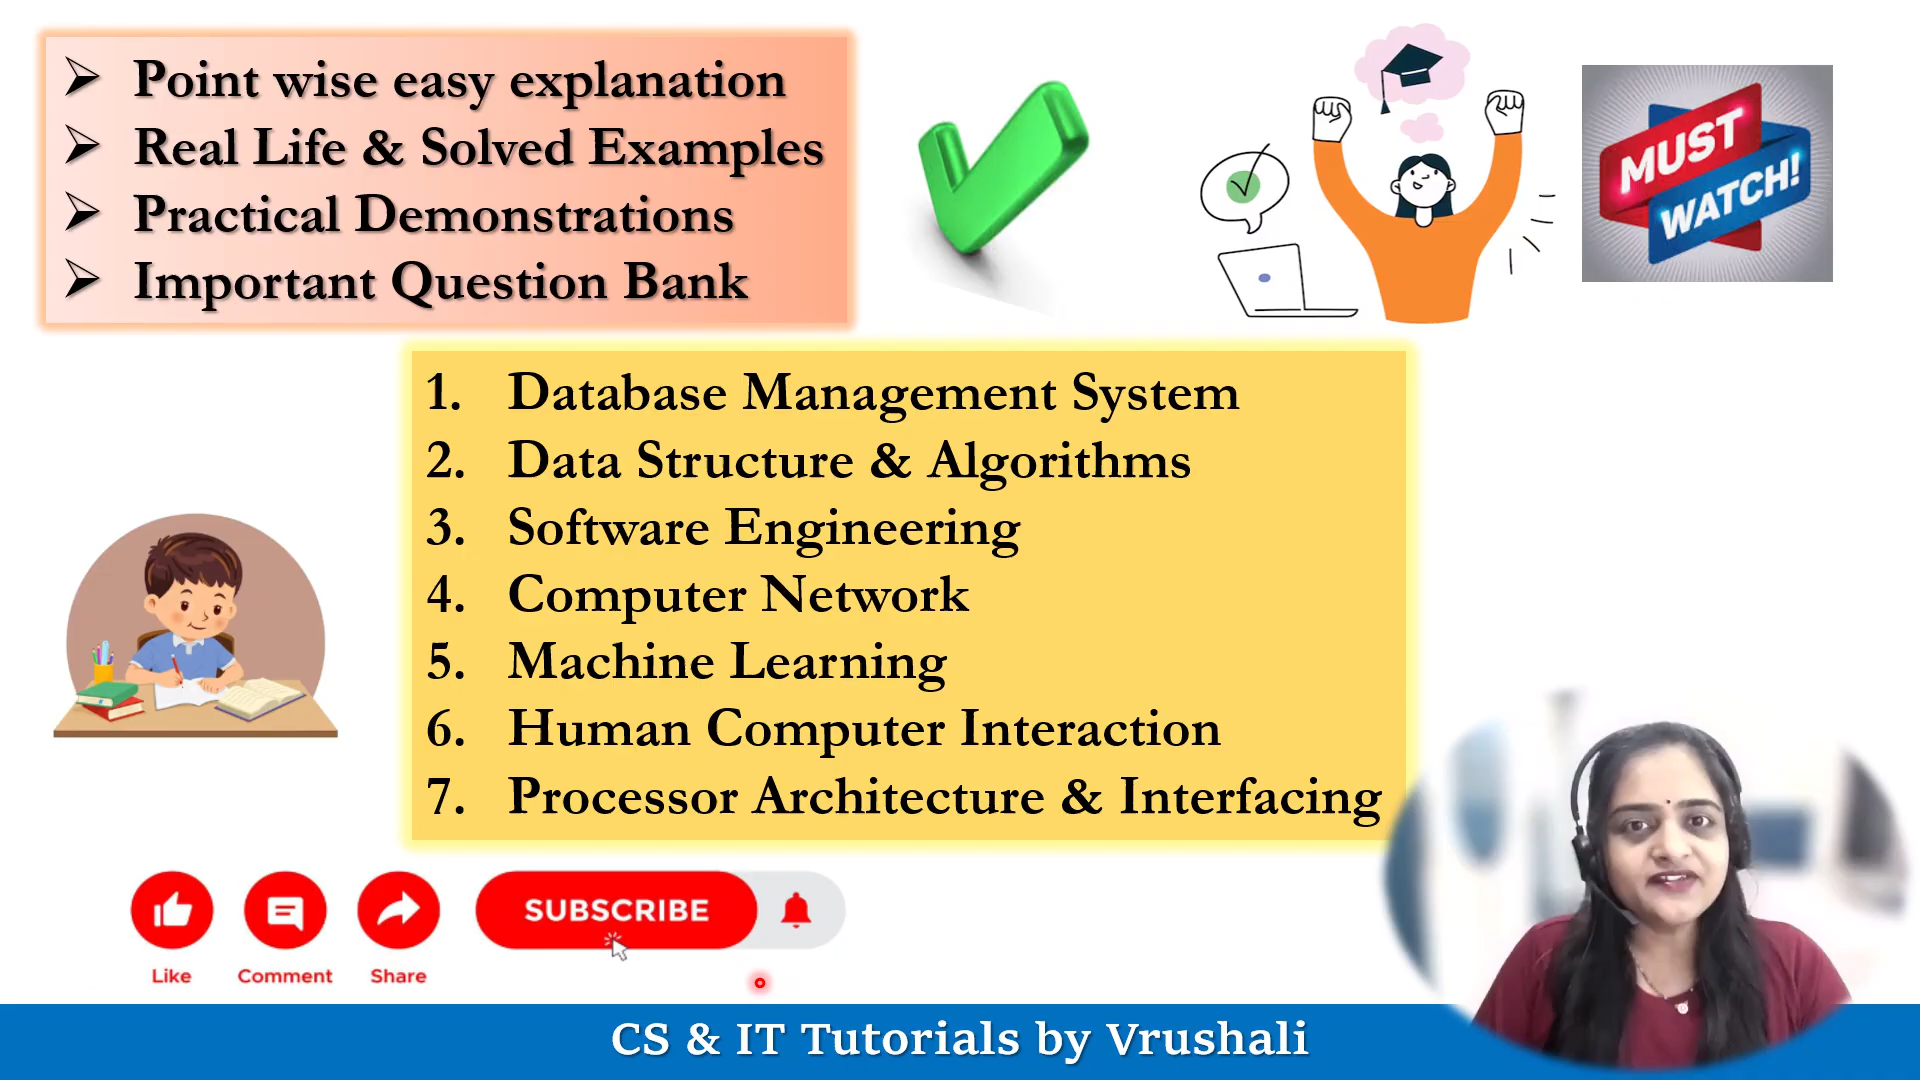 Point wise easy explanation
Real Life & Solved Examples
Practical Demonstrations
Important Question Bank
MUST
WATCH!
1. Database Management System
2. Data Structure & Algorithms
3. Software Engineering
4. Computer Network
5. Machine Learning
6. Human Computer Interaction
7. Processor Architecture & Interfacing
SUBSCRIBE
Like
Comment
Share
CS & IT Tutorials by Vrushali